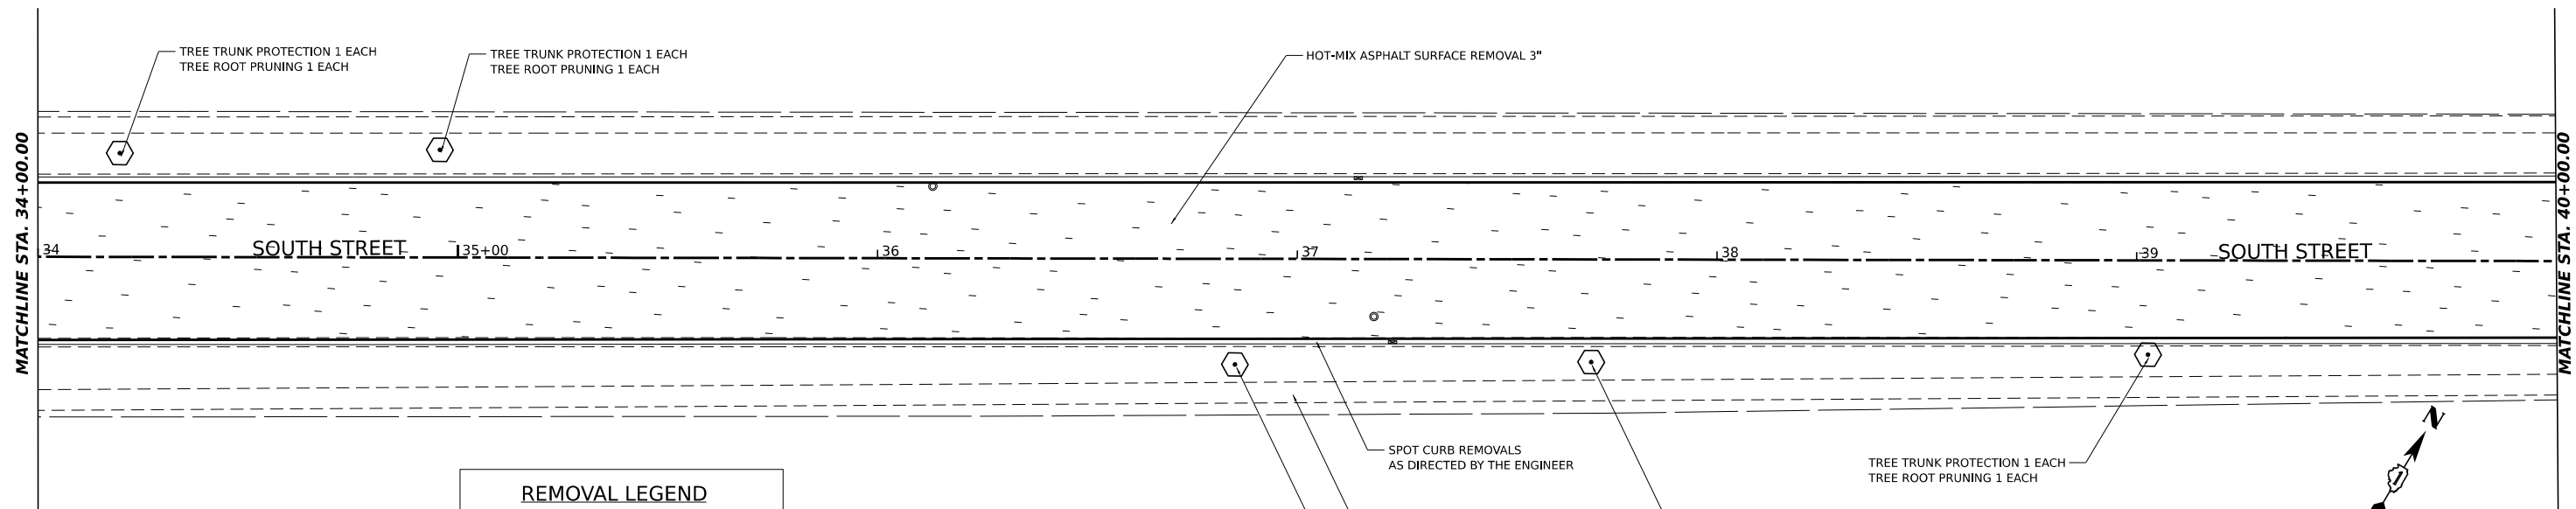 TREE TRUNK PROTECTION 1 EACH
TREE ROOT PRUNING 1 EACH
TREE TRUNK PROTECTION 1 EACH
TREE ROOT PRUNING 1 EACH
HOT-MIX ASPHALT SURFACE REMOVAL 3"
MATCHLINE STA. 34+00.00
34
SOUTH STREET
35+00
36
37
38
39
SOUTH STREET
MATCHLINE STA. 40+00.00
SPOT CURB REMOVALS
AS DIRECTED BY THE ENGINEER
TREE TRUNK PROTECTION 1 EACH
TREE ROOT PRUNING 1 EACH
N
1
REMOVAL LEGEND